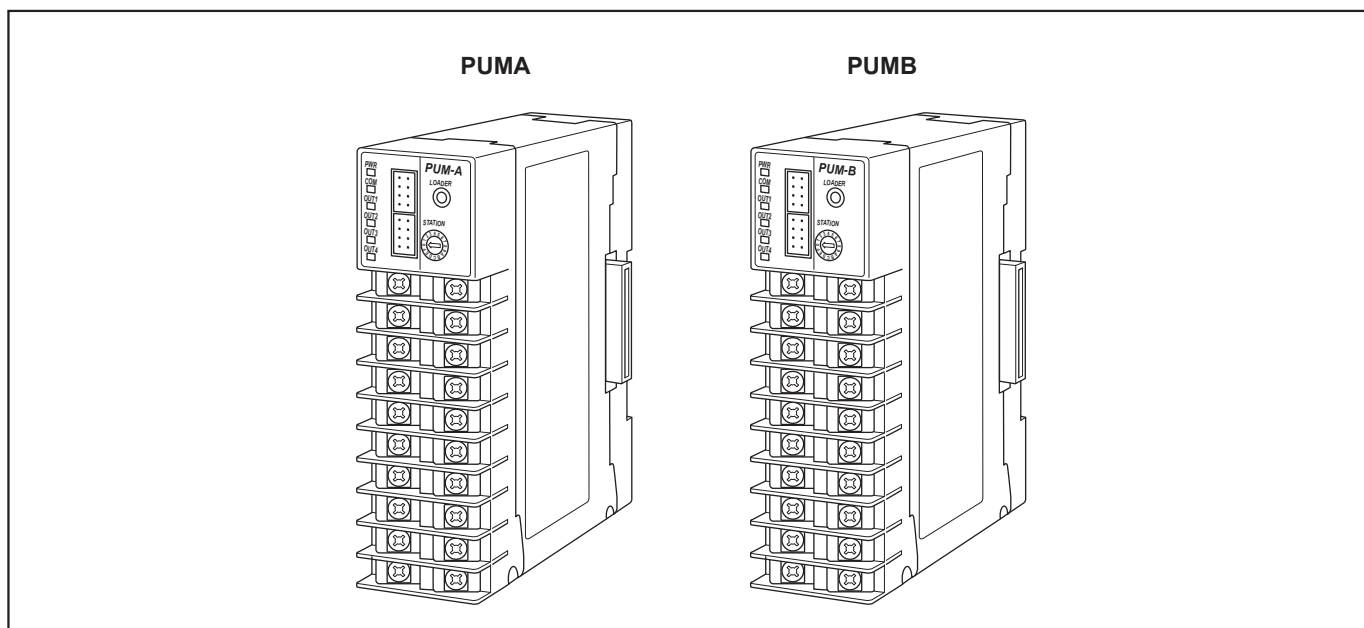 PUMA
PUMB
PWR
COM
OUT1
OUT2
OUT3
OUT4
PUM-A
LOADER
STATION
PWR
COM
OUT1
OUT2
OUT3
OUT4
PUM-B
LOADER
STATION